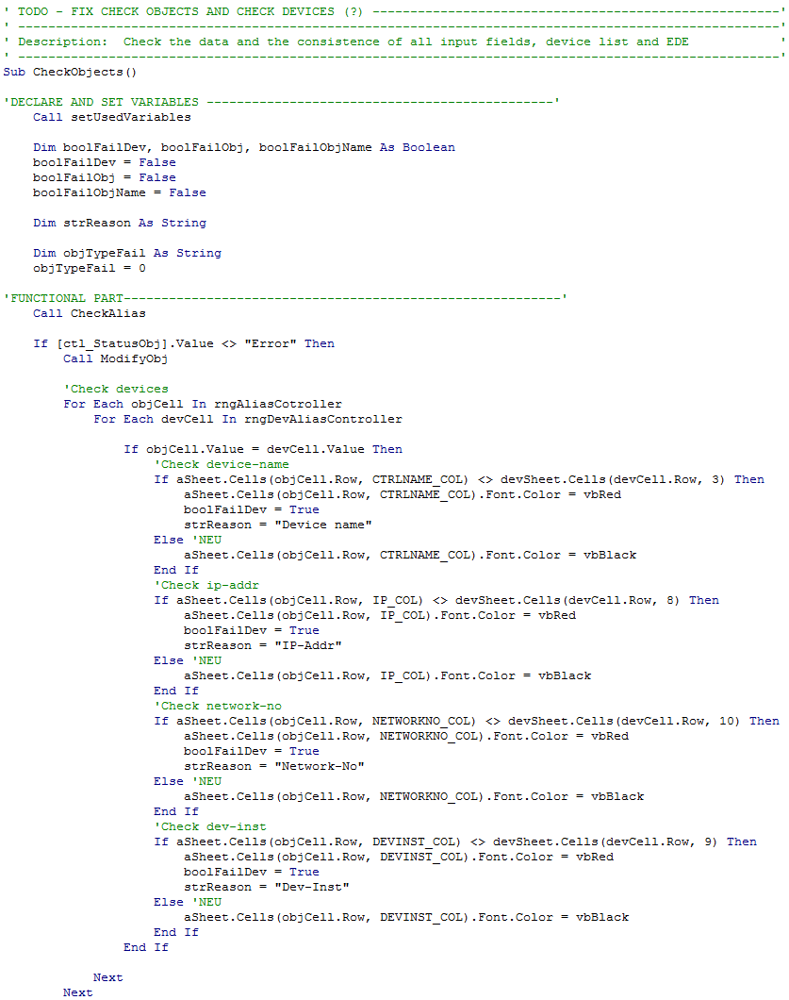 ' TODO - FIX CHECK OBJECTS AND CHECK DEVICES (?) ------------------------------------------------------'
' -----------------------------------------------------------------------------------------------------'
' Description:  Check the data and the consistence of all input fields, device list and EDE            '
' -----------------------------------------------------------------------------------------------------'
Sub CheckObjects()

'DECLARE AND SET VARIABLES ----------------------------------------------'
    Call setUsedVariables

    Dim boolFailDev, boolFailObj, boolFailObjName As Boolean
    boolFailDev = False
    boolFailObj = False
    boolFailObjName = False

    Dim strReason As String

    Dim objTypeFail As String
    objTypeFail = 0

'FUNCTIONAL PART----------------------------------------------------------'
    Call CheckAlias

    If [ctl_StatusObj].Value <> "Error" Then
        Call ModifyObj

        'Check devices
        For Each objCell In rngAliasCotroller
            For Each devCell In rngDevAliasController

                If objCell.Value = devCell.Value Then
                    'Check device-name
                    If aSheet.Cells(objCell.Row, CTRLNAME_COL) <> devSheet.Cells(devCell.Row, 3) Then
                        aSheet.Cells(objCell.Row, CTRLNAME_COL).Font.Color = vbRed
                        boolFailDev = True
                        strReason = "Device name"
                    Else 'NEU
                        aSheet.Cells(objCell.Row, CTRLNAME_COL).Font.Color = vbBlack
                    End If
                    'Check ip-addr
                    If aSheet.Cells(objCell.Row, IP_COL) <> devSheet.Cells(devCell.Row, 8) Then
                        aSheet.Cells(objCell.Row, IP_COL).Font.Color = vbRed
                        boolFailDev = True
                        strReason = "IP-Addr"
                    Else 'NEU
                        aSheet.Cells(objCell.Row, IP_COL).Font.Color = vbBlack
                    End If
                    'Check network-no
                    If aSheet.Cells(objCell.Row, NETWORKNO_COL) <> devSheet.Cells(devCell.Row, 10) Then
                        aSheet.Cells(objCell.Row, NETWORKNO_COL).Font.Color = vbRed
                        boolFailDev = True
                        strReason = "Network-No"
                    Else 'NEU
                        aSheet.Cells(objCell.Row, NETWORKNO_COL).Font.Color = vbBlack
                    End If
                    'Check dev-inst
                    If aSheet.Cells(objCell.Row, DEVINST_COL) <> devSheet.Cells(devCell.Row, 9) Then
                        aSheet.Cells(objCell.Row, DEVINST_COL).Font.Color = vbRed
                        boolFailDev = True
                        strReason = "Dev-Inst"
                    Else 'NEU
                        aSheet.Cells(objCell.Row, DEVINST_COL).Font.Color = vbBlack
                    End If
                End If

            Next
        Next